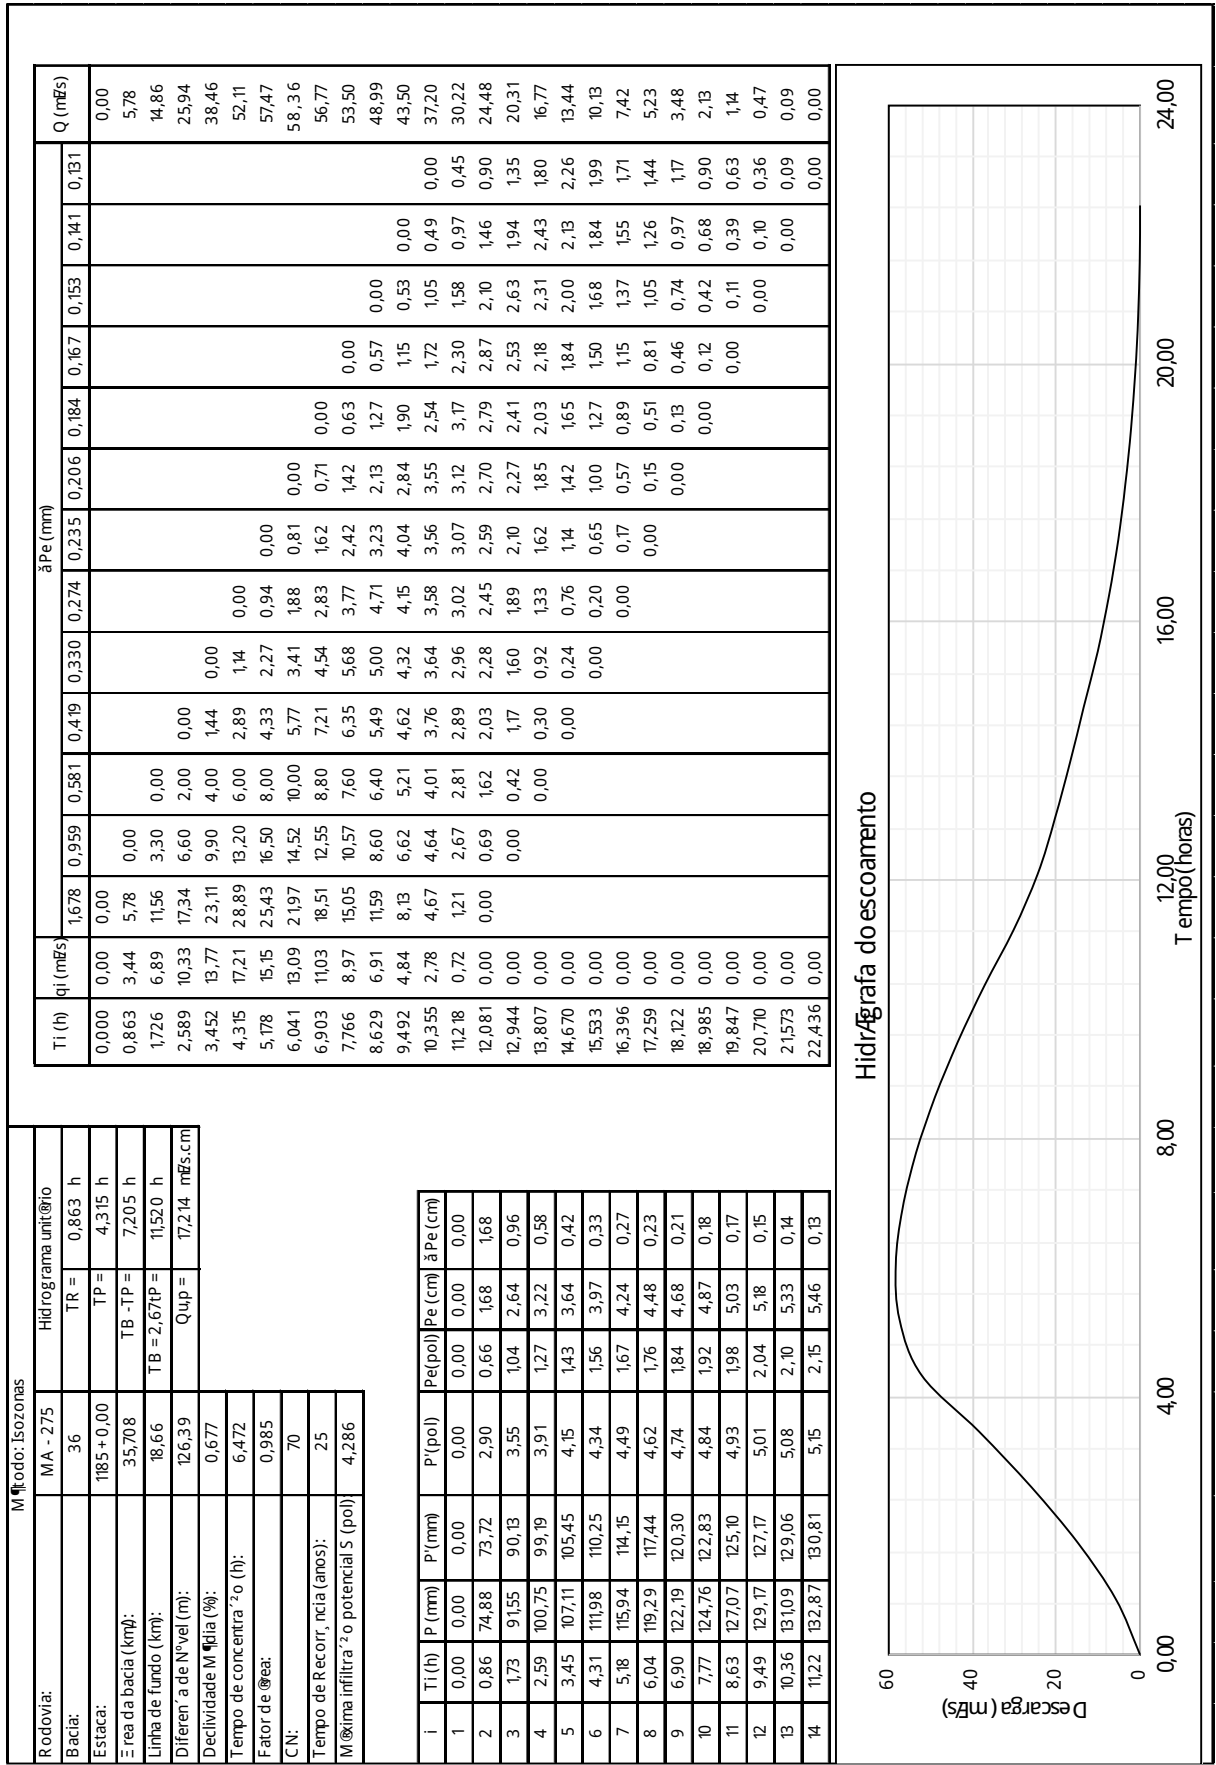 M¶todo: Isozonas
Rodovia: MA - 275 Hidrograma unit®rio
Bacia: 36 TR = 0,863 h
Estaca: 1185+0,00 TP = 4,315 h
Ξrea da bacia (km²): 35,708 TB -TP = 7,205 h
Linha de fundo (km): 18,66 TB = 2,67tP = 11,520 h
Diferen´a de Nºvel (m): 126,39 Qu,p = 17,214 m³/s.cm
Declividade M¶dia (%): 0,677
Tempo de concentra´²o (h): 6,472
Fator de ®rea: 0,985
CN: 70
Tempo de Recorr‚ncia (anos): 25
M®xima infiltra´²o potencial S (pol): 4,286
i Ti (h) P (mm) P'(mm) P'(pol) Pe(pol) Pe (cm) ăPe (cm)
1 0,00 0,00 0,00 0,00 0,00 0,00 0,00
2 0,86 74,88 73,72 2,90 0,66 1,68 1,68
3 1,73 91,55 90,13 3,55 1,04 2,64 0,96
4 2,59 100,75 99,19 3,91 1,27 3,22 0,58
5 3,45 107,11 105,45 4,15 1,43 3,64 0,42
6 4,31 111,98 110,25 4,34 1,56 3,97 0,33
7 5,18 115,94 114,15 4,49 1,67 4,24 0,27
8 6,04 119,29 117,44 4,62 1,76 4,48 0,23
9 6,90 122,19 120,30 4,74 1,84 4,68 0,21
10 7,77 124,76 122,83 4,84 1,92 4,87 0,18
11 8,63 127,07 125,10 4,93 1,98 5,03 0,17
12 9,49 129,17 127,17 5,01 2,04 5,18 0,15
13 10,36 131,09 129,06 5,08 2,10 5,33 0,14
14 11,22 132,87 130,81 5,15 2,15 5,46 0,13
Ti (h) qi (m³/s) ăPe (mm) Q (m³/s)
1,678 0,959 0,581 0,419 0,330 0,274 0,235 0,206 0,184 0,167 0,153 0,141 0,131
0,000 0,00 0,00 0,00
0,863 3,44 5,78 0,00 5,78
1,726 6,89 11,56 3,30 0,00 14,86
2,589 10,33 17,34 6,60 2,00 0,00 25,94
3,452 13,77 23,11 9,90 4,00 1,44 0,00 38,46
4,315 17,21 28,89 13,20 6,00 2,89 1,14 0,00 52,11
5,178 15,15 25,43 16,50 8,00 4,33 2,27 0,94 0,00 57,47
6,041 13,09 21,97 14,52 10,00 5,77 3,41 1,88 0,81 0,00 58,36
6,903 11,03 18,51 12,55 8,80 7,21 4,54 2,83 1,62 0,71 0,00 56,77
7,766 8,97 15,05 10,57 7,60 6,35 5,68 3,77 2,42 1,42 0,63 0,00 53,50
8,629 6,91 11,59 8,60 6,40 5,49 5,00 4,71 3,23 2,13 1,27 0,57 0,00 48,99
9,492 4,84 8,13 6,62 5,21 4,62 4,32 4,15 4,04 2,84 1,90 1,15 0,53 0,00 43,50
10,355 2,78 4,67 4,64 4,01 3,76 3,64 3,58 3,56 3,55 2,54 1,72 1,05 0,49 0,00 37,20
11,218 0,72 1,21 2,67 2,81 2,89 2,96 3,02 3,07 3,12 3,17 2,30 1,58 0,97 0,45 30,22
12,081 0,00 0,00 0,69 1,62 2,03 2,28 2,45 2,59 2,70 2,79 2,87 2,10 1,46 0,90 24,48
12,944 0,00 0,00 0,42 1,17 1,60 1,89 2,10 2,27 2,41 2,53 2,63 1,94 1,35 20,31
13,807 0,00 0,00 0,30 0,92 1,33 1,62 1,85 2,03 2,18 2,31 2,43 1,80 16,77
14,670 0,00 0,00 0,24 0,76 1,14 1,42 1,65 1,84 2,00 2,13 2,26 13,44
15,533 0,00 0,00 0,20 0,65 1,00 1,27 1,50 1,68 1,84 1,99 10,13
16,396 0,00 0,00 0,17 0,57 0,89 1,15 1,37 1,55 1,71 7,42
17,259 0,00 0,00 0,15 0,51 0,81 1,05 1,26 1,44 5,23
18,122 0,00 0,00 0,13 0,46 0,74 0,97 1,17 3,48
18,985 0,00 0,00 0,12 0,42 0,68 0,90 2,13
19,847 0,00 0,00 0,11 0,39 0,63 1,14
20,710 0,00 0,00 0,10 0,36 0,47
21,573 0,00 0,00 0,09 0,09
22,436 0,00 0,00 0,00
HidrÆgrafa do escoamento
Descarga (m³/s)
60
40
20
0
0,00 4,00 8,00 12,00 16,00 20,00 24,00
Tempo(horas)